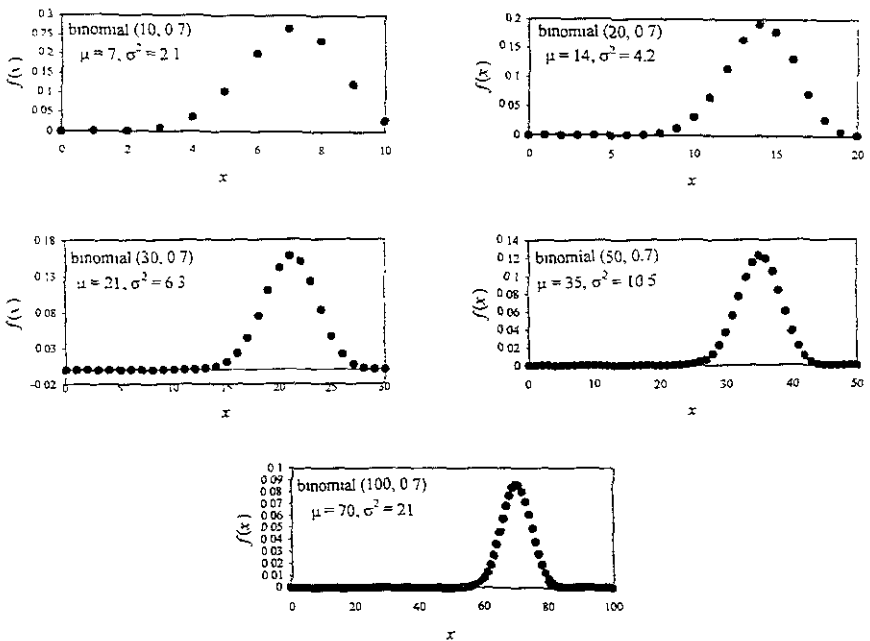 0.3
0 25
0.2
0 15
0 1
0 05
0
f(x)
binomial (10, 0 7)
μ = 7, σ² = 2 1
0 2 4 6 8 10
x
0.2
0 15
0 1
0 05
0
f(x)
binomial (20, 0 7)
μ = 14, σ² = 4.2
0 5 10 15 20
x
0 18
0 13
0 08
0 03
-0 02
f(x)
binomial (30, 0 7)
μ = 21, σ² = 6 3
0 5 10 15 20 25 30
x
0 14
0 12
0 1
0 08
0 06
0 04
0 02
0
f(x)
binomial (50, 0.7)
μ = 35, σ² = 10 5
0 10 20 30 40 50
x
0 1
0 09
0 08
0 07
0 06
0 05
0 04
0 03
0 02
0 01
0
f(x)
binomial (100, 0 7)
μ = 70, σ² = 21
0 20 40 60 80 100
x